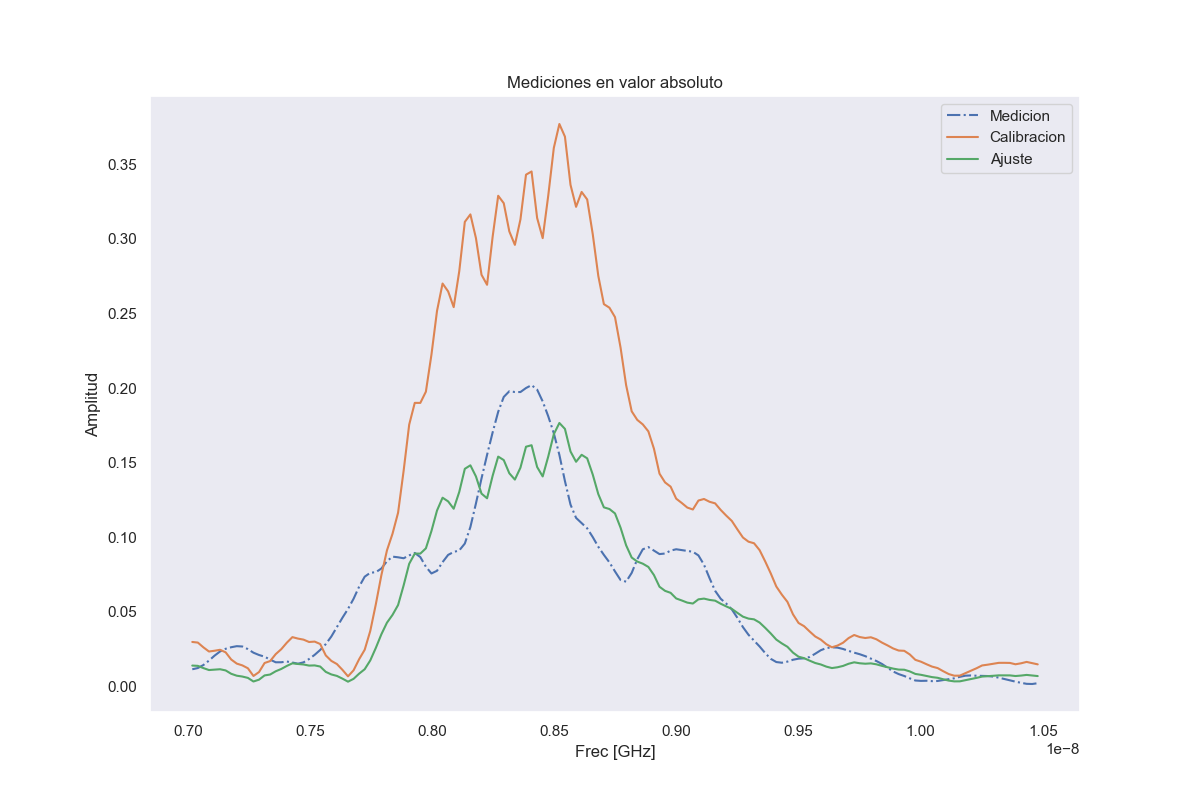 Mediciones en valor absoluto
Medicion
Calibracion
Ajuste
Amplitud
0.35
0.30
0.25
0.20
0.15
0.10
0.05
0.00
0.70 0.75 0.80 0.85 0.90 0.95 1.00 1.05
Frec [GHz]
1e−8